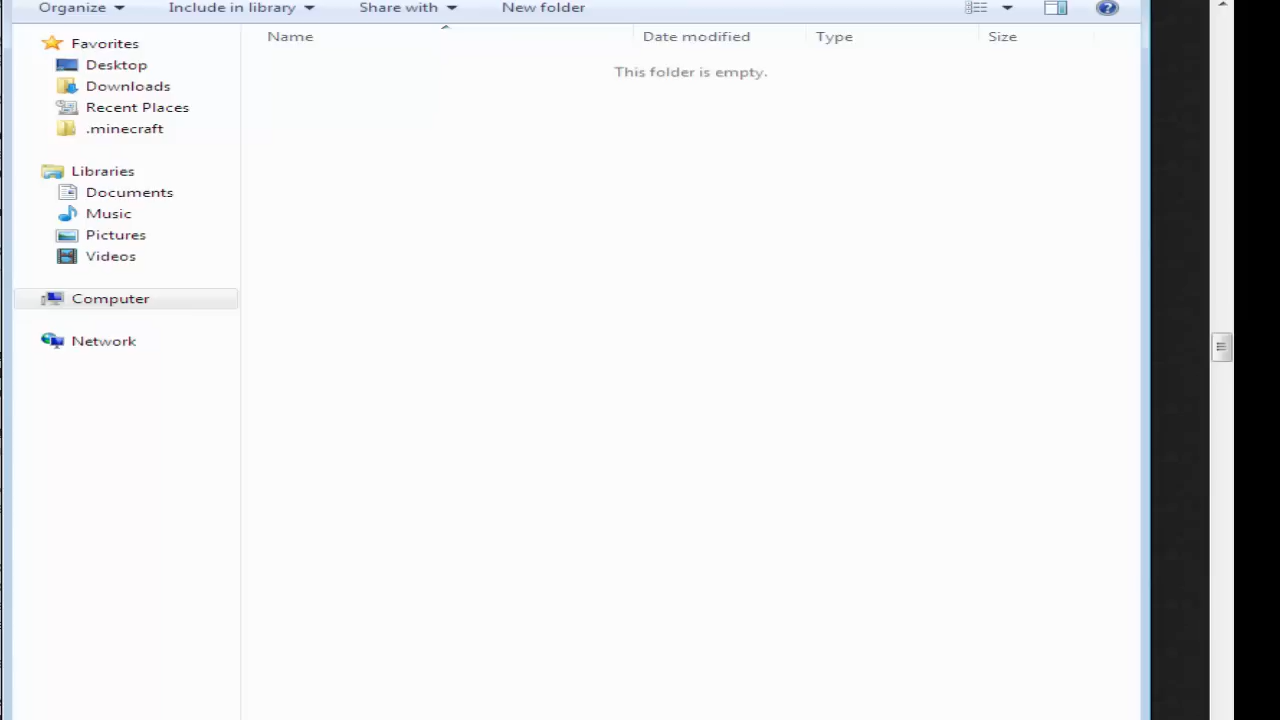 Organize Include in library Share with New folder
Name Date modified Type Size
This folder is empty.
Favorites
Desktop
Downloads
Recent Places
.minecraft
Libraries
Documents
Music
Pictures
Videos
Computer
Network